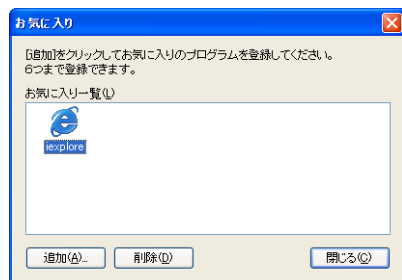 お気に入り
[追加]をクリックしてお気に入りのプログラムを登録してください。
6つまで登録できます。
お気に入り一覧(L)
iexplore
追加(A)...
削除(D)
閉じる(C)